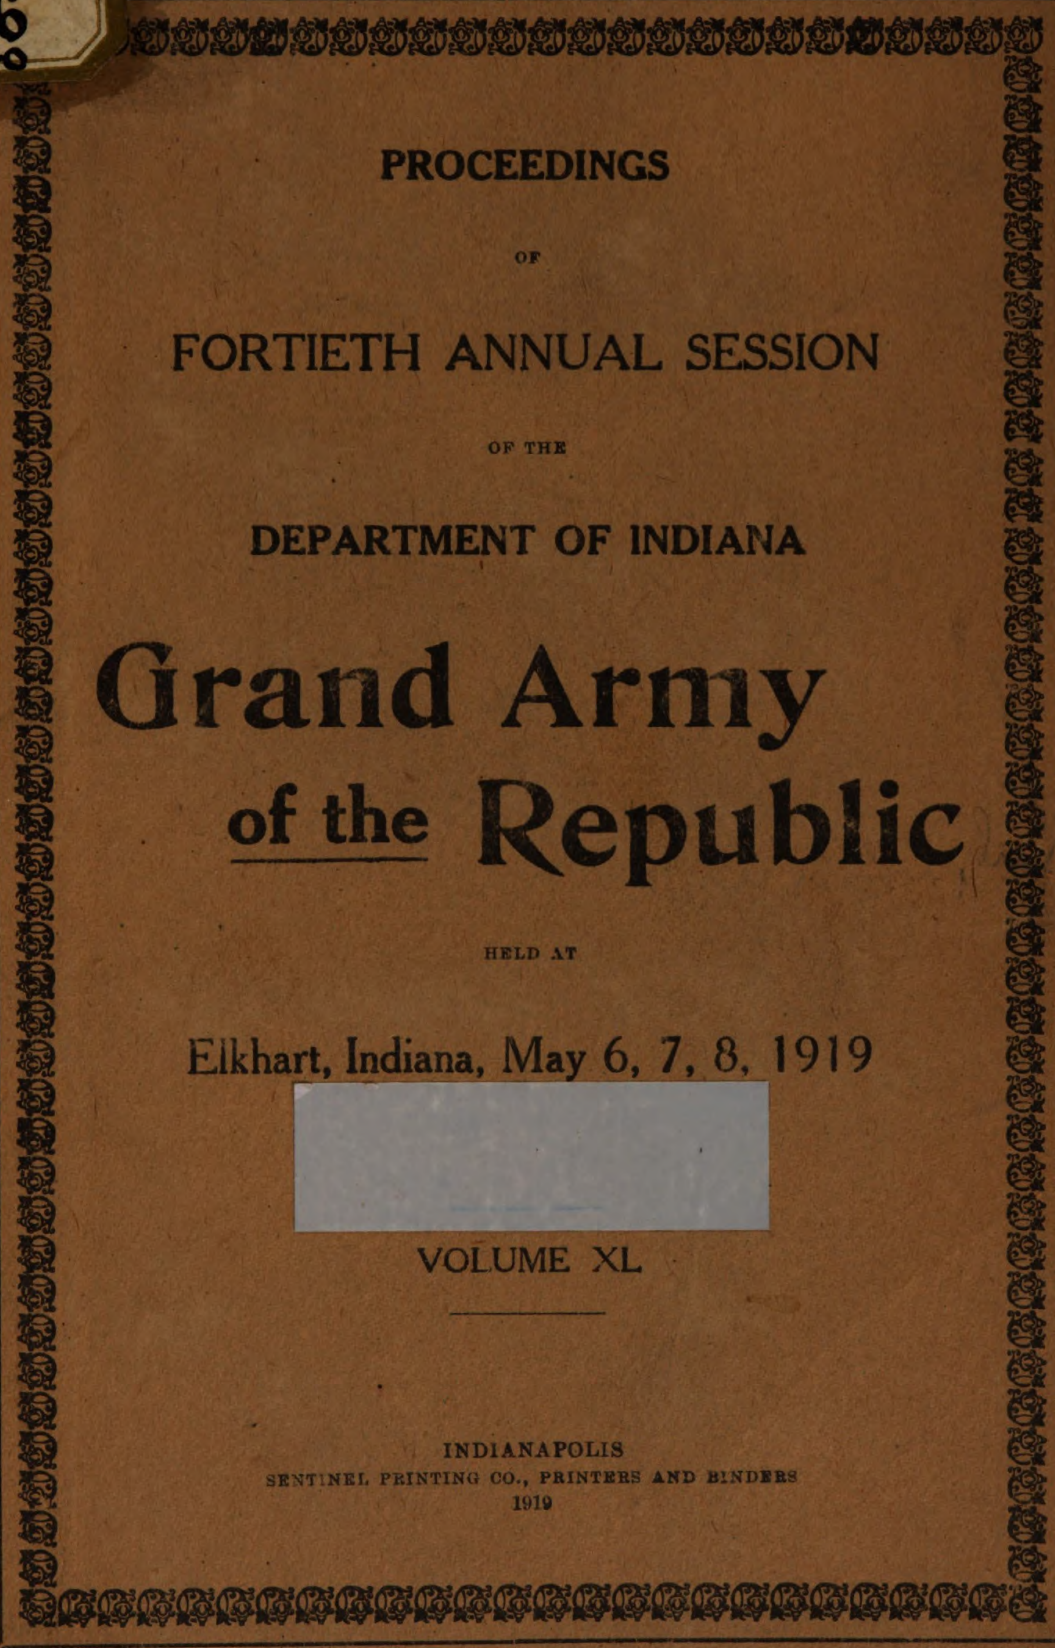 PROCEEDINGS
OF
FORTIETH ANNUAL SESSION
OF THE
DEPARTMENT OF INDIANA
Grand Army
of the Republic
HELD AT
Elkhart, Indiana, May 6, 7, 8, 1919
VOLUME XL
INDIANAPOLIS
SENTINEL PRINTING CO., PRINTERS AND BINDERS
1919